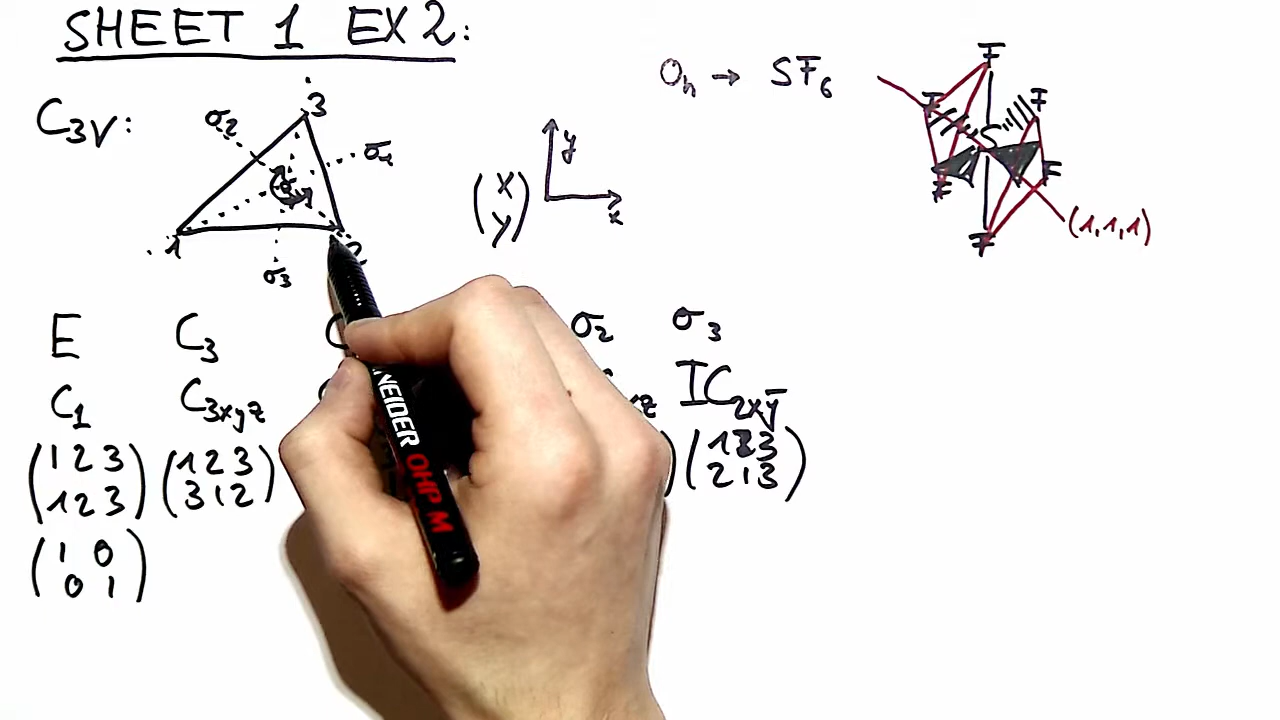 SHEET 1 EX 2:
C3V:
σ2
3
σ1
1
2
σ3
(x y)
y
x
Oh → SF6
F
F
F
S
F
F
F
(1,1,1)
E C3 σ2 σ3
C1 C3xyz IC2xȳ
(1 2 3) (1 2 3) (1 2 3)
(1 2 3) (3 1 2) (2 1 3)
(1 0)
(0 1)
NEIDER OHP M